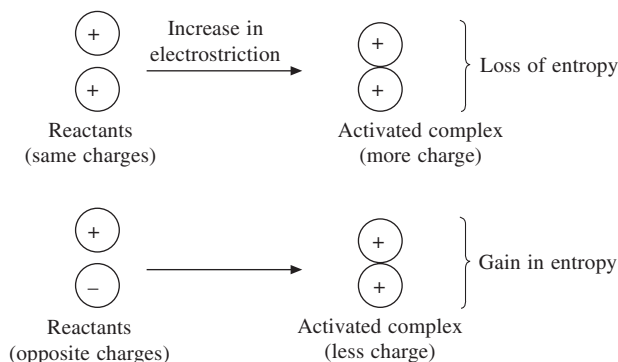 Increase in
electrostriction
+
+
+
+
Loss of entropy
Reactants
(same charges)
Activated complex
(more charge)
+
−
+
+
Gain in entropy
Reactants
(opposite charges)
Activated complex
(less charge)